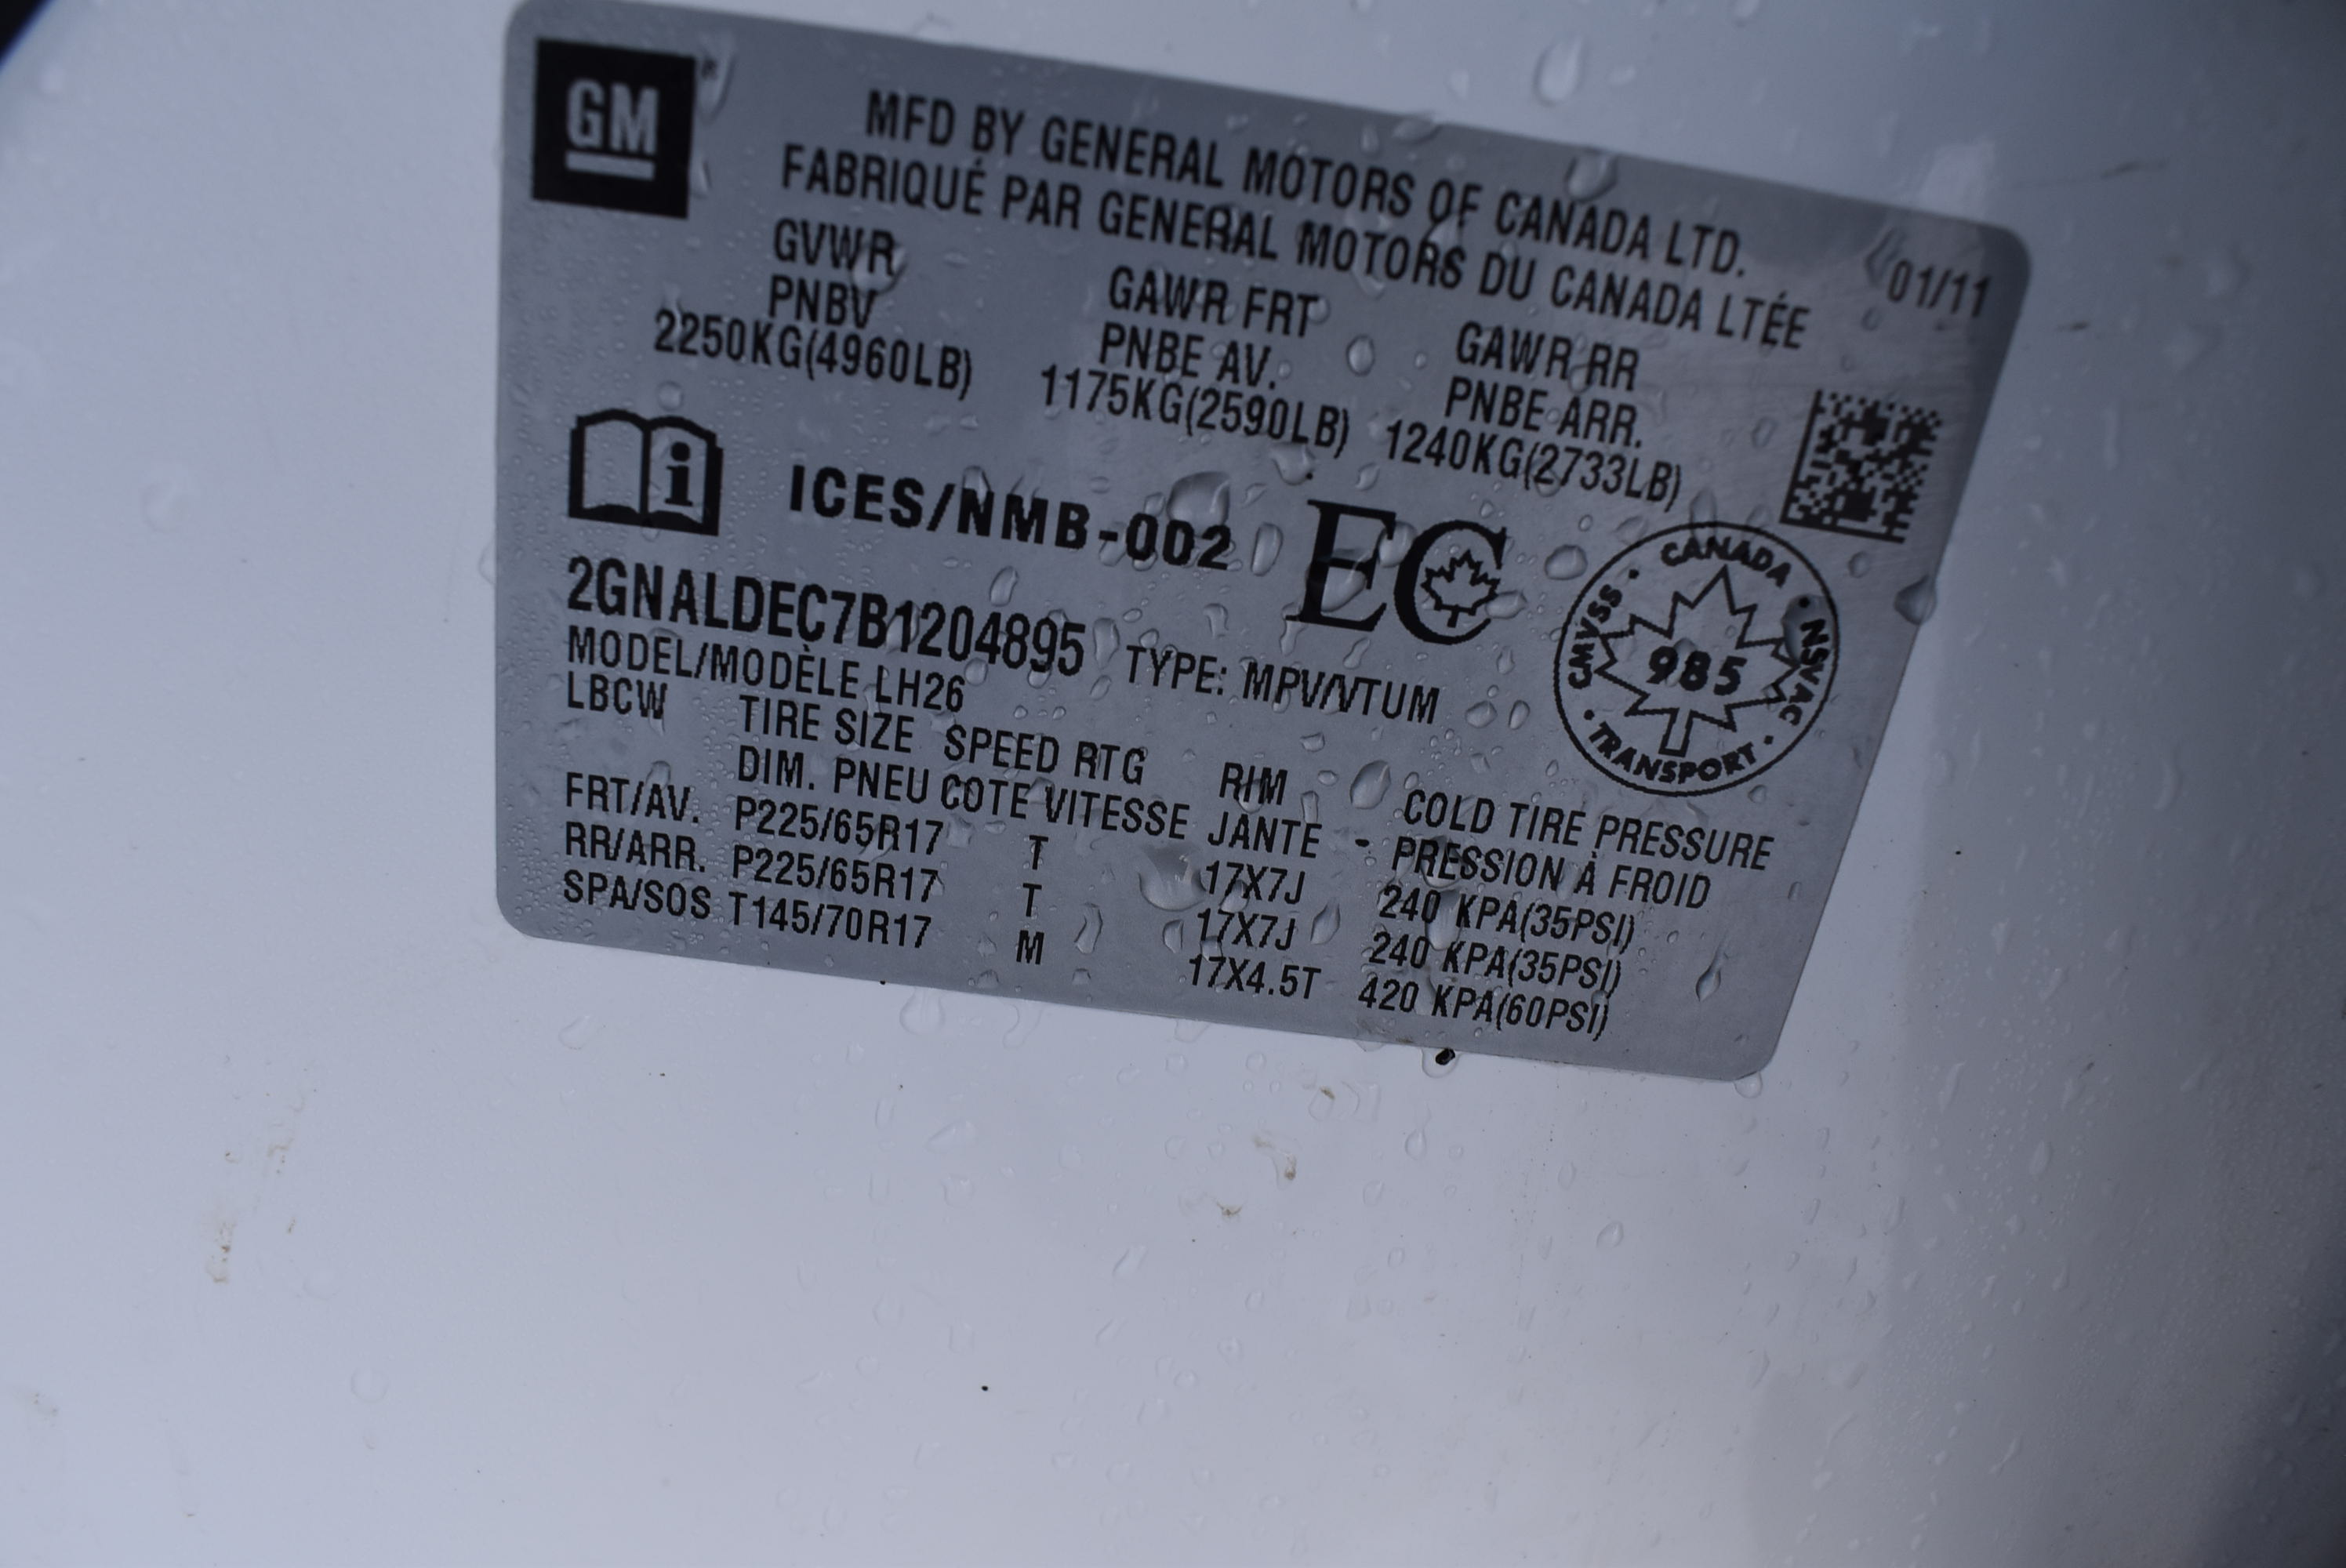 GM
MFD BY GENERAL MOTORS OF CANADA LTD.
FABRIQUÉ PAR GENERAL MOTORS DU CANADA LTÉE
01/11
GVWR GAWR FRT GAWR RR
PNBV PNBE AV. PNBE ARR.
2250KG(4960LB) 1175KG(2590LB) 1240KG(2733LB)
i ICES/NMB-002 EC
CANADA • NSVAC • TRANSPORT • CMVSS •
985
2GNALDEC7B1204895 TYPE: MPV/VTUM
MODEL/MODÈLE LH26
LBCW TIRE SIZE SPEED RTG RIM COLD TIRE PRESSURE
DIM. PNEU COTE VITESSE JANTE - PRESSION À FROID
FRT/AV. P225/65R17 T 17X7J 240 KPA(35PSI)
RR/ARR. P225/65R17 T 17X7J 240 KPA(35PSI)
SPA/SOS T145/70R17 M 17X4.5T 420 KPA(60PSI)